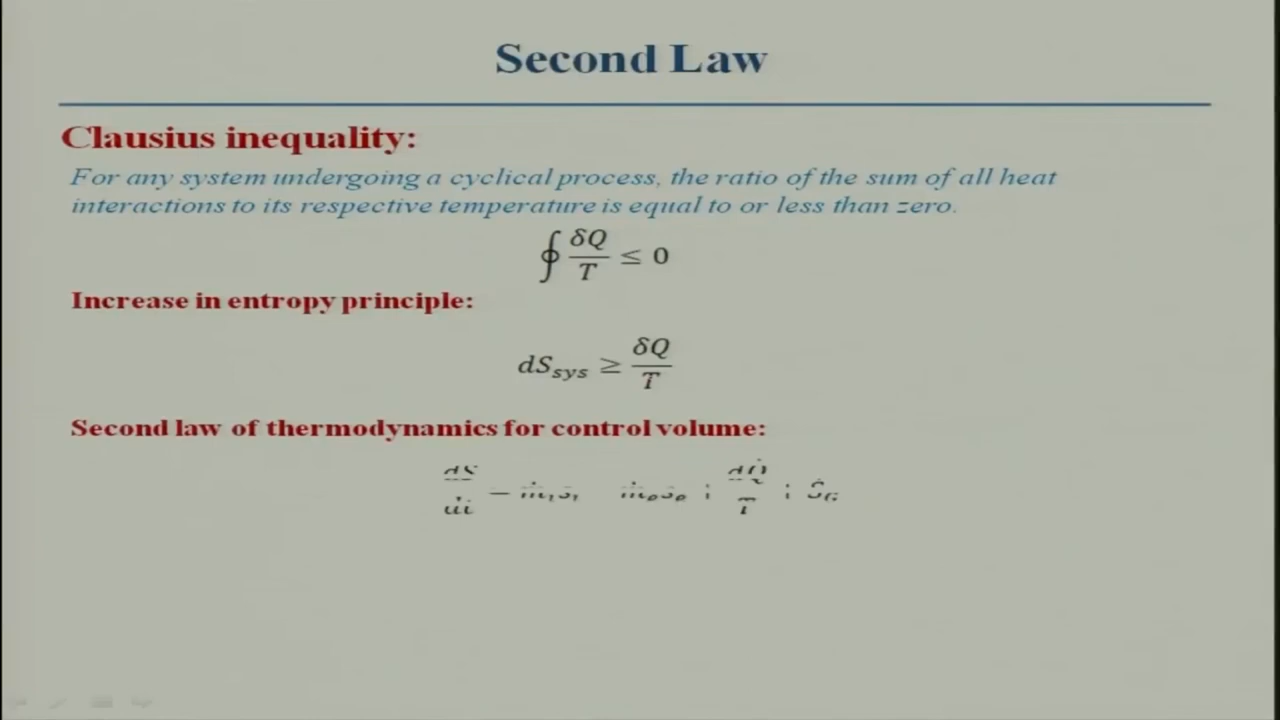 Second Law
Clausius inequality:
For any system undergoing a cyclical process, the ratio of the sum of all heat
interactions to its respective temperature is equal to or less than zero.
∮ δQ/T ≤ 0
Increase in entropy principle:
dS_sys ≥ δQ/T
Second law of thermodynamics for control volume: